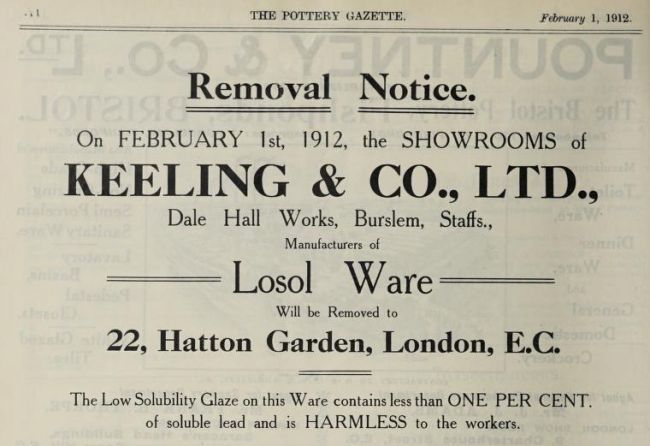 THE POTTERY GAZETTE.
February 1, 1912.
Removal Notice.
On FEBRUARY 1st, 1912, the SHOWROOMS of
KEELING & CO., LTD.,
Dale Hall Works, Burslem, Staffs.,
Manufacturers of
Losol Ware
Will be Removed to
22, Hatton Garden, London, E.C.
The Low Solubility Glaze on this Ware contains less than ONE PER CENT.
of soluble lead and is HARMLESS to the workers.